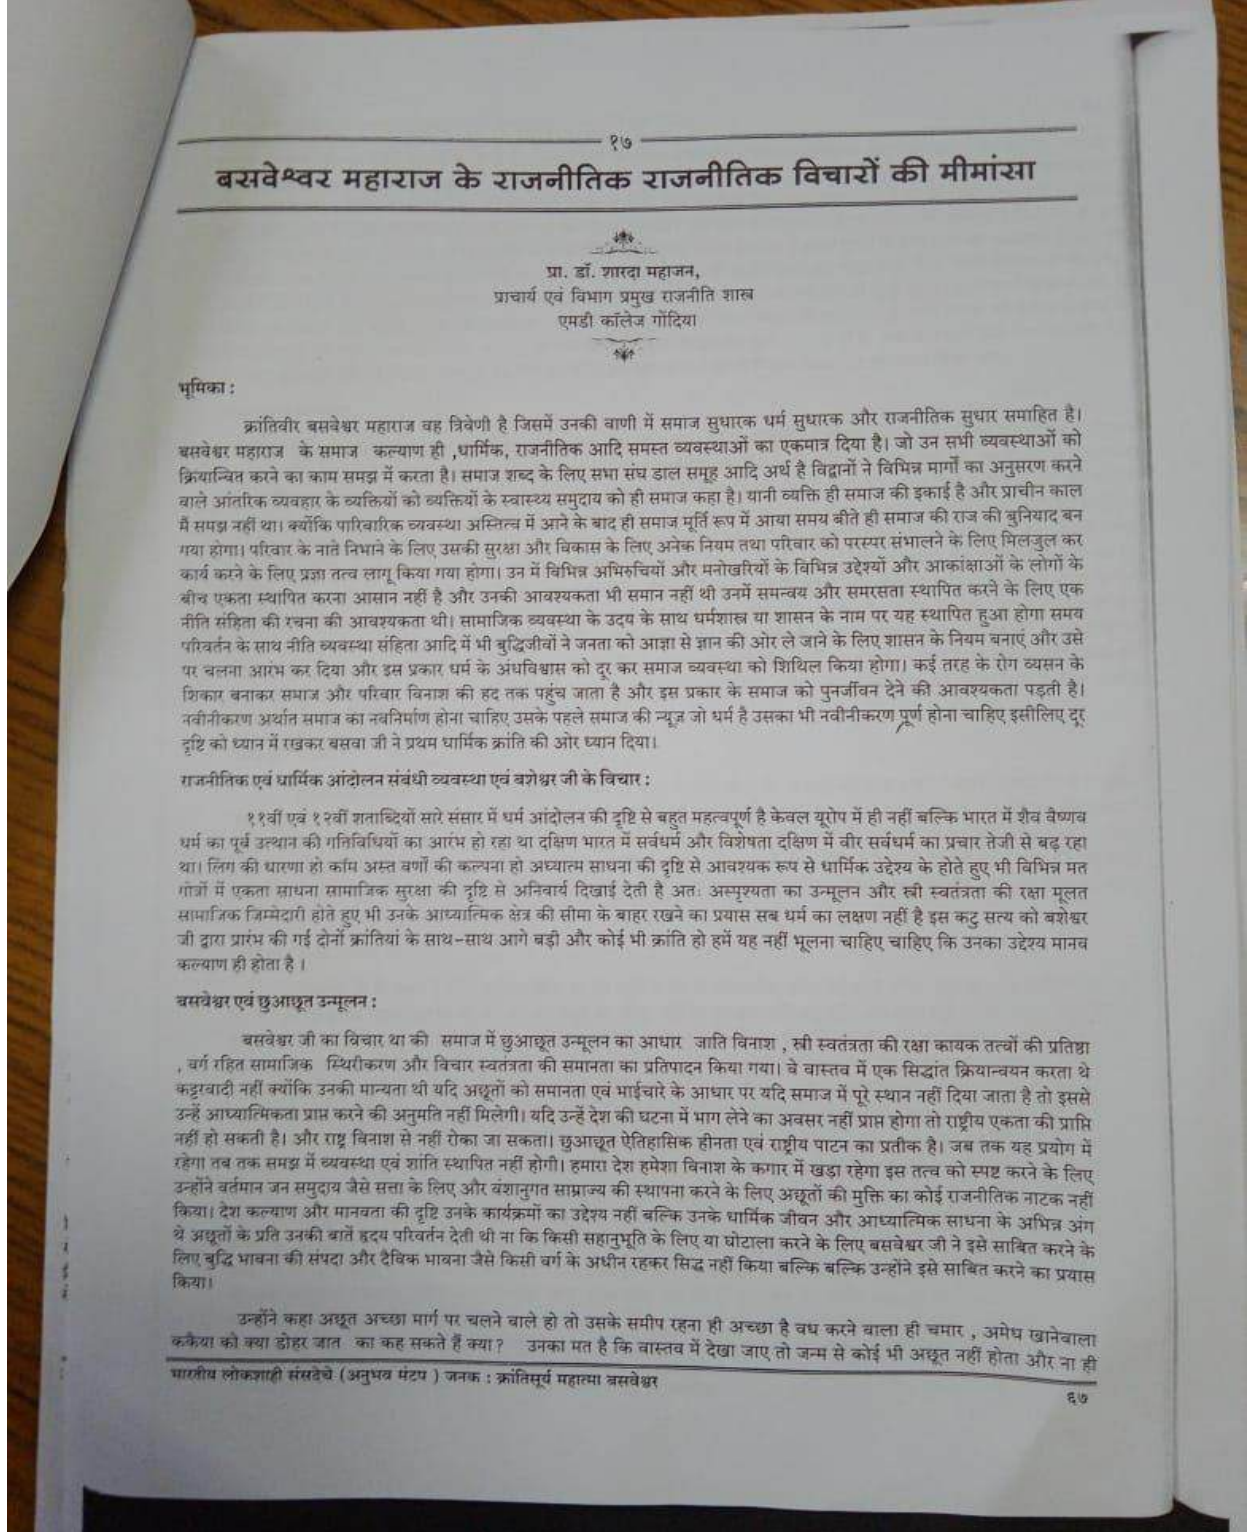 १७
बसवेश्वर महाराज के राजनीतिक राजनीतिक विचारों की मीमांसा
प्रा. डॉ. शारदा महाजन,
प्राचार्य एवं विभाग प्रमुख राजनीति शास्त्र
एमडी कॉलेज गोंदिया
भूमिका :
क्रांतिवीर बसवेश्वर महाराज वह त्रिवेणी है जिसमें उनकी वाणी में समाज सुधारक धर्म सुधारक और राजनीतिक सुधार समाहित है।
बसवेश्वर महाराज के समाज कल्याण ही ,धार्मिक, राजनीतिक आदि समस्त व्यवस्थाओं का एकमात्र दिया है। जो उन सभी व्यवस्थाओं को
क्रियान्वित करने का काम समझ में करता है। समाज शब्द के लिए सभा संघ डाल समूह आदि अर्थ है विद्वानों ने विभिन्न मार्गों का अनुसरण करने
वाले आंतरिक व्यवहार के व्यक्तियों को व्यक्तियों के स्वास्थ्य समुदाय को ही समाज कहा है। यानी व्यक्ति ही समाज की इकाई है और प्राचीन काल
मैं समझ नहीं था। क्योंकि पारिवारिक व्यवस्था अस्तित्व में आने के बाद ही समाज मूर्ति रूप में आया समय बीते ही समाज की राज की बुनियाद बन
गया होगा। परिवार के नाते निभाने के लिए उसकी सुरक्षा और विकास के लिए अनेक नियम तथा परिवार को परस्पर संभालने के लिए मिलजुल कर
कार्य करने के लिए प्रज्ञा तत्व लागू किया गया होगा। उन में विभिन्न अभिरुचियों और मनोखरियों के विभिन्न उद्देश्यों और आकांक्षाओं के लोगों के
बीच एकता स्थापित करना आसान नहीं है और उनकी आवश्यकता भी समान नहीं थी उनमें समन्वय और समरसता स्थापित करने के लिए एक
नीति संहिता की रचना की आवश्यकता थी। सामाजिक व्यवस्था के उदय के साथ धर्मशास्त्र या शासन के नाम पर यह स्थापित हुआ होगा समय
परिवर्तन के साथ नीति व्यवस्था संहिता आदि में भी बुद्धिजीवों ने जनता को आज्ञा से ज्ञान की ओर ले जाने के लिए शासन के नियम बनाएं और उसे
पर चलना आरंभ कर दिया और इस प्रकार धर्म के अंधविश्वास को दूर कर समाज व्यवस्था को शिथिल किया होगा। कई तरह के रोग व्यसन के
शिकार बनाकर समाज और परिवार विनाश की हद तक पहुंच जाता है और इस प्रकार के समाज को पुनर्जीवन देने की आवश्यकता पड़ती है।
नवीनीकरण अर्थात समाज का नवनिर्माण होना चाहिए उसके पहले समाज की न्यूज़ जो धर्म है उसका भी नवीनीकरण पूर्ण होना चाहिए इसीलिए दूर
दृष्टि को ध्यान में रखकर बसवा जी ने प्रथम धार्मिक क्रांति की ओर ध्यान दिया।
राजनीतिक एवं धार्मिक आंदोलन संबंधी व्यवस्था एवं बशेश्वर जी के विचार :
११वीं एवं १२वीं शताब्दियों सारे संसार में धर्म आंदोलन की दृष्टि से बहुत महत्वपूर्ण है केवल यूरोप में ही नहीं बल्कि भारत में शैव वैष्णव
धर्म का पूर्व उत्थान की गतिविधियों का आरंभ हो रहा था दक्षिण भारत में सर्वधर्म और विशेषता दक्षिण में वीर सर्वधर्म का प्रचार तेजी से बढ़ रहा
था। लिंग की धारणा हो कॉम अस्त वर्णों की कल्पना हो अध्यात्म साधना की दृष्टि से आवश्यक रूप से धार्मिक उद्देश्य के होते हुए भी विभिन्न मत
गोत्रों में एकता साधना सामाजिक सुरक्षा की दृष्टि से अनिवार्य दिखाई देती है अतः अस्पृश्यता का उन्मूलन और स्त्री स्वतंत्रता की रक्षा मूलत
सामाजिक जिम्मेदारी होते हुए भी उनके आध्यात्मिक क्षेत्र की सीमा के बाहर रखने का प्रयास सब धर्म का लक्षण नहीं है इस कटु सत्य को बशेश्वर
जी द्वारा प्रारंभ की गई दोनों क्रांतियां के साथ-साथ आगे बड़ी और कोई भी क्रांति हो हमें यह नहीं भूलना चाहिए चाहिए कि उनका उद्देश्य मानव
कल्याण ही होता है ।
बसवेश्वर एवं छुआछूत उन्मूलन :
बसवेश्वर जी का विचार था की समाज में छुआछूत उन्मूलन का आधार जाति विनाश , स्त्री स्वतंत्रता की रक्षा कायक तत्वों की प्रतिष्ठा
, वर्ग रहित सामाजिक स्थिरीकरण और विचार स्वतंत्रता की समानता का प्रतिपादन किया गया। वे वास्तव में एक सिद्धांत क्रियान्वयन करता थे
कट्टरवादी नहीं क्योंकि उनकी मान्यता थी यदि अछूतों को समानता एवं भाईचारे के आधार पर यदि समाज में पूरे स्थान नहीं दिया जाता है तो इससे
उन्हें आध्यात्मिकता प्राप्त करने की अनुमति नहीं मिलेगी। यदि उन्हें देश की घटना में भाग लेने का अवसर नहीं प्राप्त होगा तो राष्ट्रीय एकता की प्राप्ति
नहीं हो सकती है। और राष्ट्र विनाश से नहीं रोका जा सकता। छुआछूत ऐतिहासिक हीनता एवं राष्ट्रीय पाटन का प्रतीक है। जब तक यह प्रयोग में
रहेगा तब तक समझ में व्यवस्था एवं शांति स्थापित नहीं होगी। हमारा देश हमेशा विनाश के कगार में खड़ा रहेगा इस तत्व को स्पष्ट करने के लिए
उन्होंने वर्तमान जन समुदाय जैसे सत्ता के लिए और वंशानुगत साम्राज्य की स्थापना करने के लिए अछूतों की मुक्ति का कोई राजनीतिक नाटक नहीं
किया। देश कल्याण और मानवता की दृष्टि उनके कार्यक्रमों का उद्देश्य नहीं बल्कि उनके धार्मिक जीवन और आध्यात्मिक साधना के अभिन्न अंग
थे अछूतों के प्रति उनकी बातें हृदय परिवर्तन देती थी ना कि किसी सहानुभूति के लिए या घोटाला करने के लिए बसवेश्वर जी ने इसे साबित करने के
लिए बुद्धि भावना की संपदा और दैविक भावना जैसे किसी वर्ग के अधीन रहकर सिद्ध नहीं किया बल्कि बल्कि उन्होंने इसे साबित करने का प्रयास
किया।
उन्होंने कहा अछूत अच्छा मार्ग पर चलने वाले हो तो उसके समीप रहना ही अच्छा है वध करने वाला ही चमार , अमेध खानेवाला
ककैया को क्या डोहर जात का कह सकते हैं क्या? उनका मत है कि वास्तव में देखा जाए तो जन्म से कोई भी अछूत नहीं होता और ना ही
भारतीय लोकशाही संसदेचे (अनुभव मंटप ) जनक : क्रांतिसूर्य महात्मा बसवेश्वर
६७